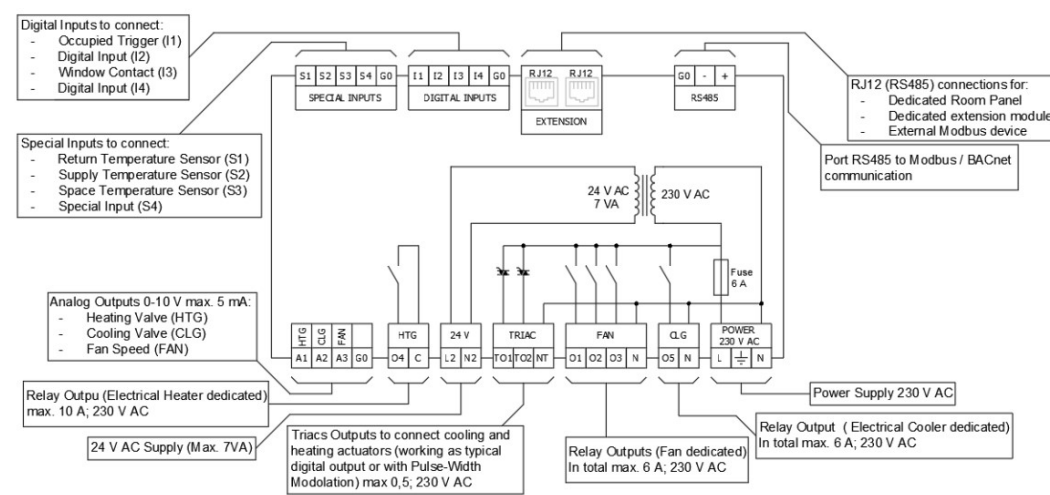 Digital Inputs to connect:
- Occupied Trigger (I1)
- Digital Input (I2)
- Window Contact (I3)
- Digital Input (I4)
Special Inputs to connect:
- Return Temperature Sensor (S1)
- Supply Temperature Sensor (S2)
- Space Temperature Sensor (S3)
- Special Input (S4)
S1 S2 S3 S4 G0
SPECIAL INPUTS
I1 I2 I3 I4 G0
DIGITAL INPUTS
RJ12 RJ12
EXTENSION
G0 - +
RS485
RJ12 (RS485) connections for:
- Dedicated Room Panel
- Dedicated extension module
- External Modbus device
Port RS485 to Modbus / BACnet
communication
24 V AC
7 VA
230 V AC
Fuse
6 A
Analog Outputs 0-10 V max. 5 mA:
- Heating Valve (HTG)
- Cooling Valve (CLG)
- Fan Speed (FAN)
HTG CLG FAN
A1 A2 A3 G0
HTG
O4 C
24 V
L2 N2
TRIAC
TO1 TO2 NT
FAN
O1 O2 O3 N
CLG
O5 N
POWER
230 V AC
L N
Relay Outpu (Electrical Heater dedicated)
max. 10 A; 230 V AC
24 V AC Supply (Max. 7VA)
Triacs Outputs to connect cooling and
heating actuators (working as typical
digital output or with Pulse-Width
Modolation) max 0,5; 230 V AC
Relay Outputs (Fan dedicated)
In total max. 6 A; 230 V AC
Relay Output ( Electrical Cooler dedicated)
In total max. 6 A; 230 V AC
Power Supply 230 V AC